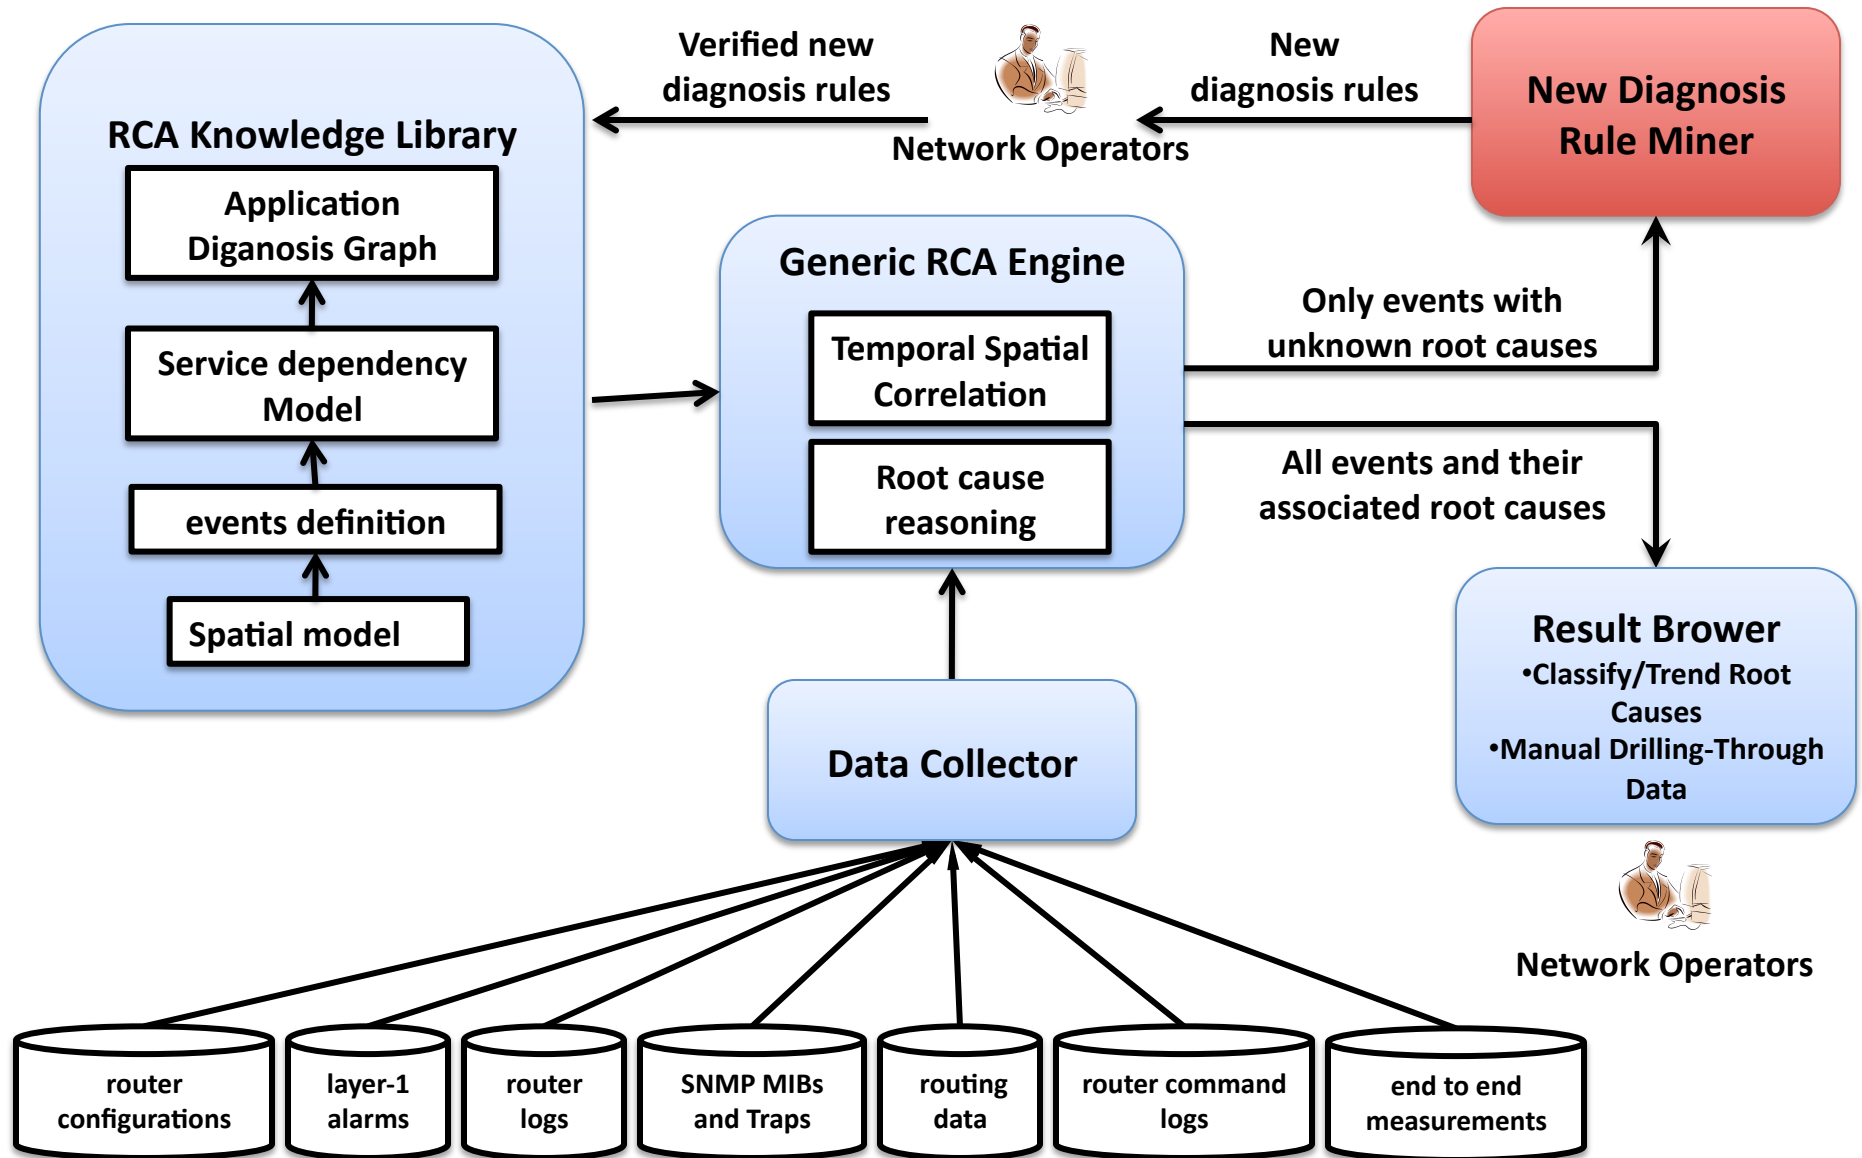 Verified new
diagnosis rules
New
diagnosis rules
New Diagnosis
Rule Miner
Network Operators
RCA Knowledge Library
Application
Diganosis Graph
Service dependency
Model
events definition
Spatial model
Generic RCA Engine
Temporal Spatial
Correlation
Root cause
reasoning
Only events with
unknown root causes
All events and their
associated root causes
Result Brower
•Classify/Trend Root
Causes
•Manual Drilling-Through
Data
Network Operators
Data Collector
router
configurations
layer-1
alarms
router
logs
SNMP MIBs
and Traps
routing
data
router command
logs
end to end
measurements